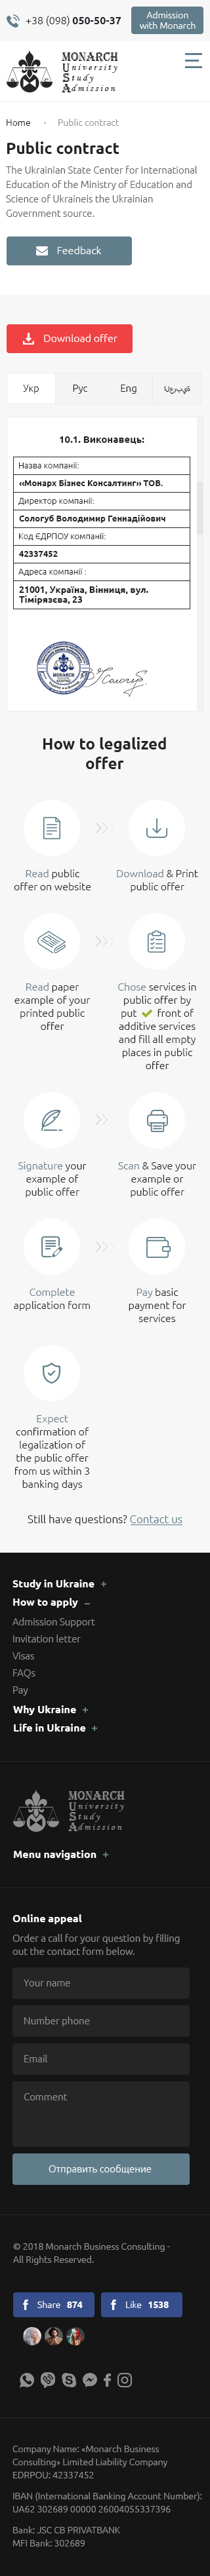 +38 (098) 050-50-37
Admission
with Monarch
MONARCH
University
Study
Admission
Home • Public contract
Public contract
The Ukrainian State Center for International
Education of the Ministry of Education and
Science of Ukraineis the Ukrainian
Government source.
Feedback
Download offer
Укр Рус Eng
10.1. Виконавець:
Назва компанії:
«Монарх Бізнес Консалтинг» ТОВ.
Директор компанії:
Сологуб Володимир Геннадійович
Код ЄДРПОУ компанії:
42337452
Адреса компанії :
21001, Україна, Вінниця, вул.
Тімірязєва, 23
How to legalized
offer
Read public
offer on website
Download & Print
public offer
Read paper
example of your
printed public
offer
Chose services in
public offer by
put front of
additive services
and fill all empty
places in public
offer
Signature your
example of
public offer
Scan & Save your
example or
public offer
Complete
application form
Pay basic
payment for
services
Expect
confirmation of
legalization of
the public offer
from us within 3
banking days
Still have questions? Contact us
Study in Ukraine +
How to apply –
Admission Support
Invitation letter
Visas
FAQs
Pay
Why Ukraine +
Life in Ukraine +
MONARCH
University
Study
Admission
Menu navigation +
Online appeal
Order a call for your question by filling
out the contact form below.
Your name
Number phone
Email
Comment
Отправить сообщение
© 2018 Monarch Business Consulting -
All Rights Reserved.
Share 874
Like 1538
Company Name: «Monarch Business
Consulting» Limited Liability Company
EDRPOU: 42337452
IBAN (International Banking Account Number):
UA62 302689 00000 26004055337396
Bank: JSC CB PRIVATBANK
MFI Bank: 302689